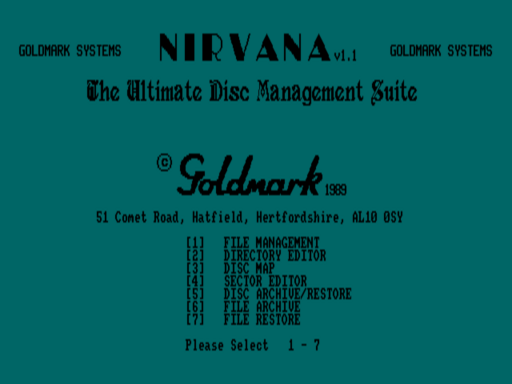 GOLDMARK SYSTEMS NIRVANA v1.1 GOLDMARK SYSTEMS
The Ultimate Disc Management Suite
© Goldmark 1989
51 Comet Road, Hatfield, Hertfordshire, AL10 0SY
[1] FILE MANAGEMENT
[2] DIRECTORY EDITOR
[3] DISC MAP
[4] SECTOR EDITOR
[5] DISC ARCHIVE/RESTORE
[6] FILE ARCHIVE
[7] FILE RESTORE
Please Select 1 - 7